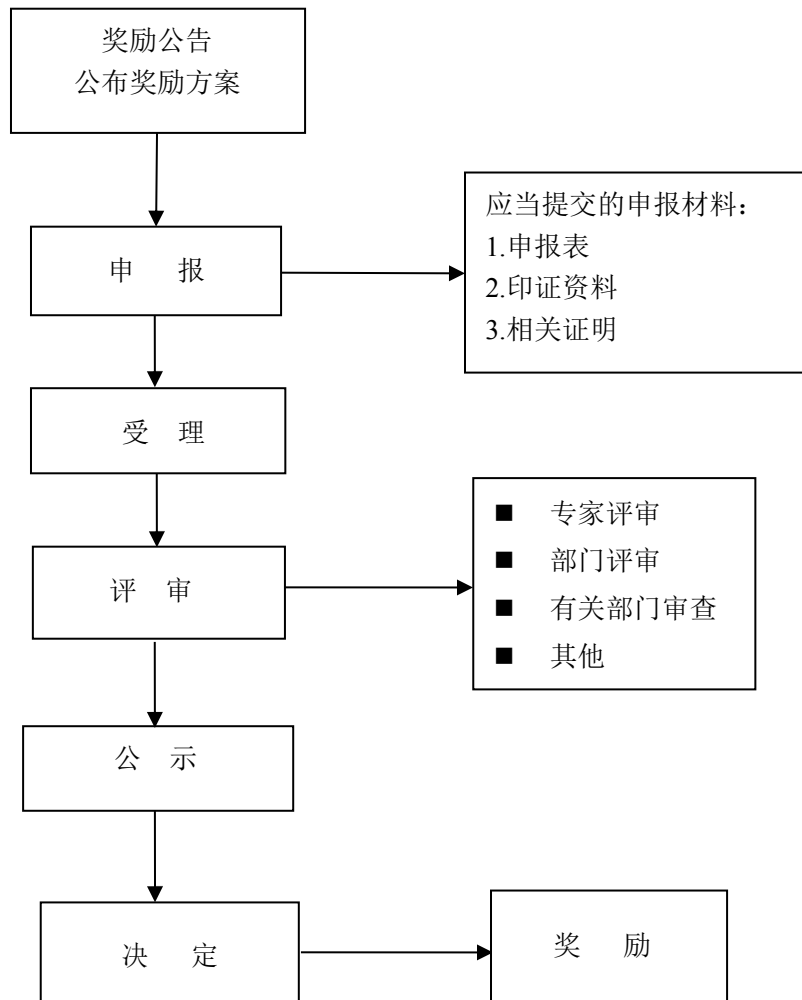 奖励公告
公布奖励方案
申 报
应当提交的申报材料：
1.申报表
2.印证资料
3.相关证明
受 理
评 审
■ 专家评审
■ 部门评审
■ 有关部门审查
■ 其他
公 示
决 定
奖 励